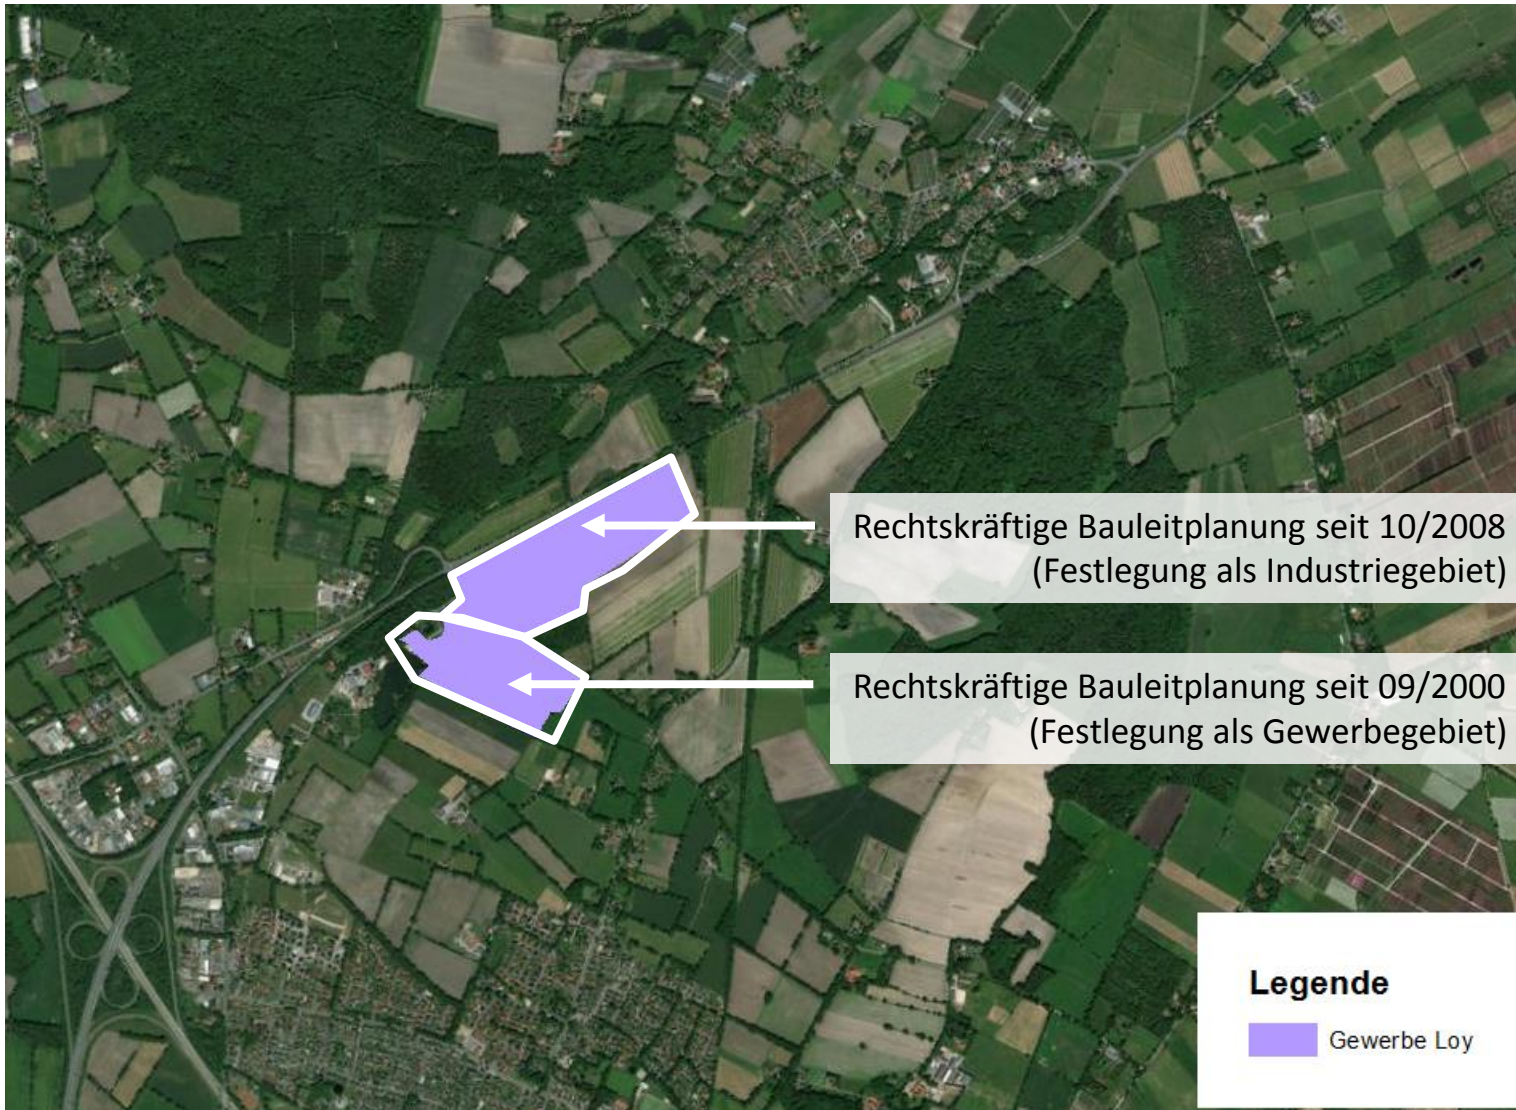 Rechtskräftige Bauleitplanung seit 10/2008
(Festlegung als Industriegebiet)
Rechtskräftige Bauleitplanung seit 09/2000
(Festlegung als Gewerbegebiet)
Legende
Gewerbe Loy